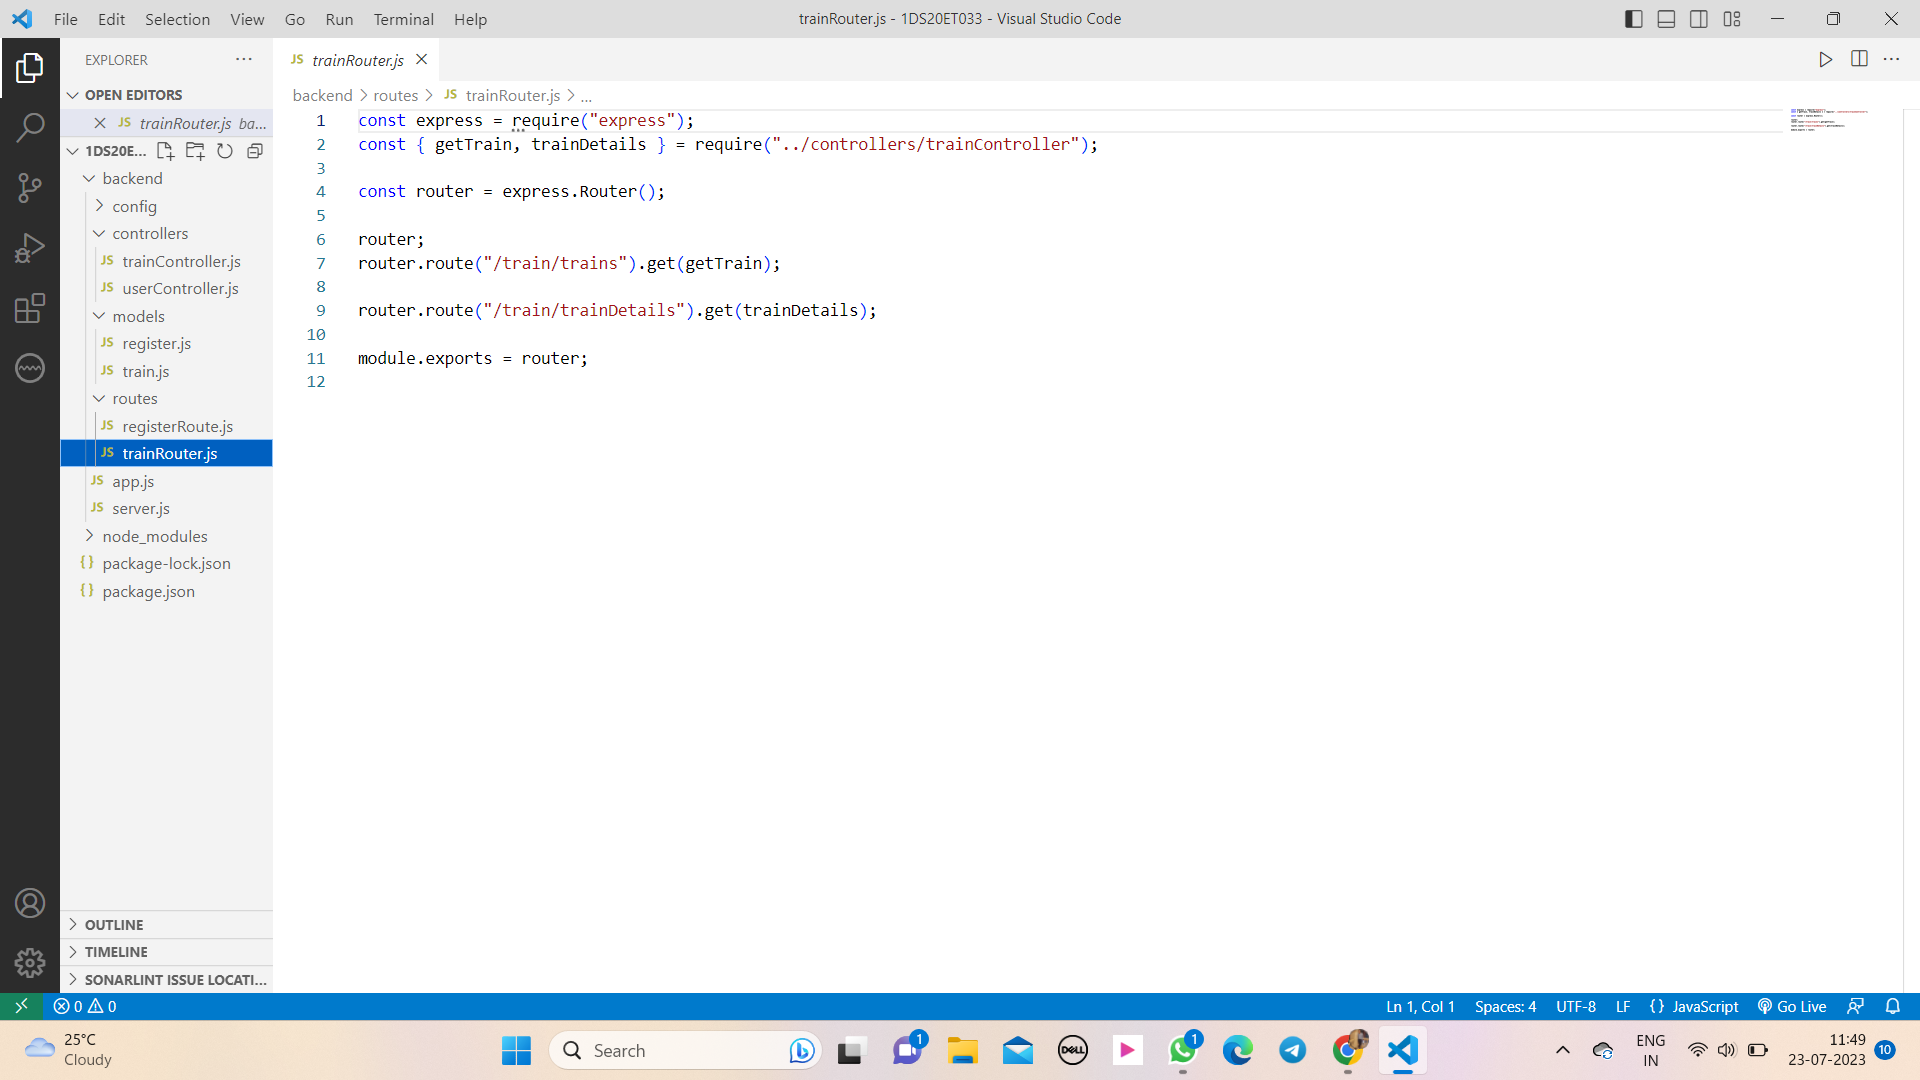 File Edit Selection View Go Run Terminal Help
trainRouter.js - 1DS20ET033 - Visual Studio Code
EXPLORER
OPEN EDITORS
JS trainRouter.js ba...
1DS20E...
backend
config
controllers
JS trainController.js
JS userController.js
models
JS register.js
JS train.js
routes
JS registerRoute.js
JS trainRouter.js
JS app.js
JS server.js
node_modules
{} package-lock.json
{} package.json
OUTLINE
TIMELINE
SONARLINT ISSUE LOCATI...
JS trainRouter.js
backend > routes > JS trainRouter.js > ...
1 const express = require("express");
2 const { getTrain, trainDetails } = require("../controllers/trainController");
3
4 const router = express.Router();
5
6 router;
7 router.route("/train/trains").get(getTrain);
8
9 router.route("/train/trainDetails").get(trainDetails);
10
11 module.exports = router;
12
0 0
Ln 1, Col 1 Spaces: 4 UTF-8 LF {} JavaScript Go Live
25°C
Cloudy
Search
1
DELL
1
ENG
IN
11:49
23-07-2023
10